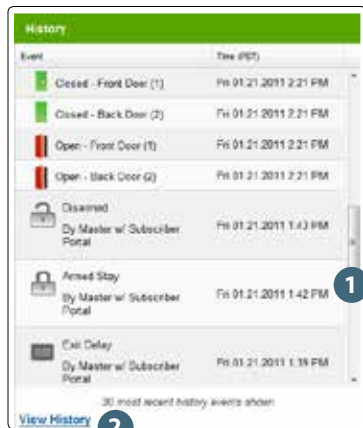 History
Event Time (PST)
Closed - Front Door (1) Fri 01.21.2011 2:21 PM
Closed - Back Door (2) Fri 01.21.2011 2:21 PM
Open - Front Door (1) Fri 01.21.2011 2:21 PM
Open - Back Door (2) Fri 01.21.2011 2:21 PM
Disarmed
By Master w/ Subscriber
Portal
Fri 01.21.2011 1:43 PM
Armed Stay
By Master w/ Subscriber
Portal
Fri 01.21.2011 1:42 PM
1
Exit Delay
By Master w/ Subscriber
Portal
Fri 01.21.2011 1:39 PM
30 most recent history events shown
View History 2